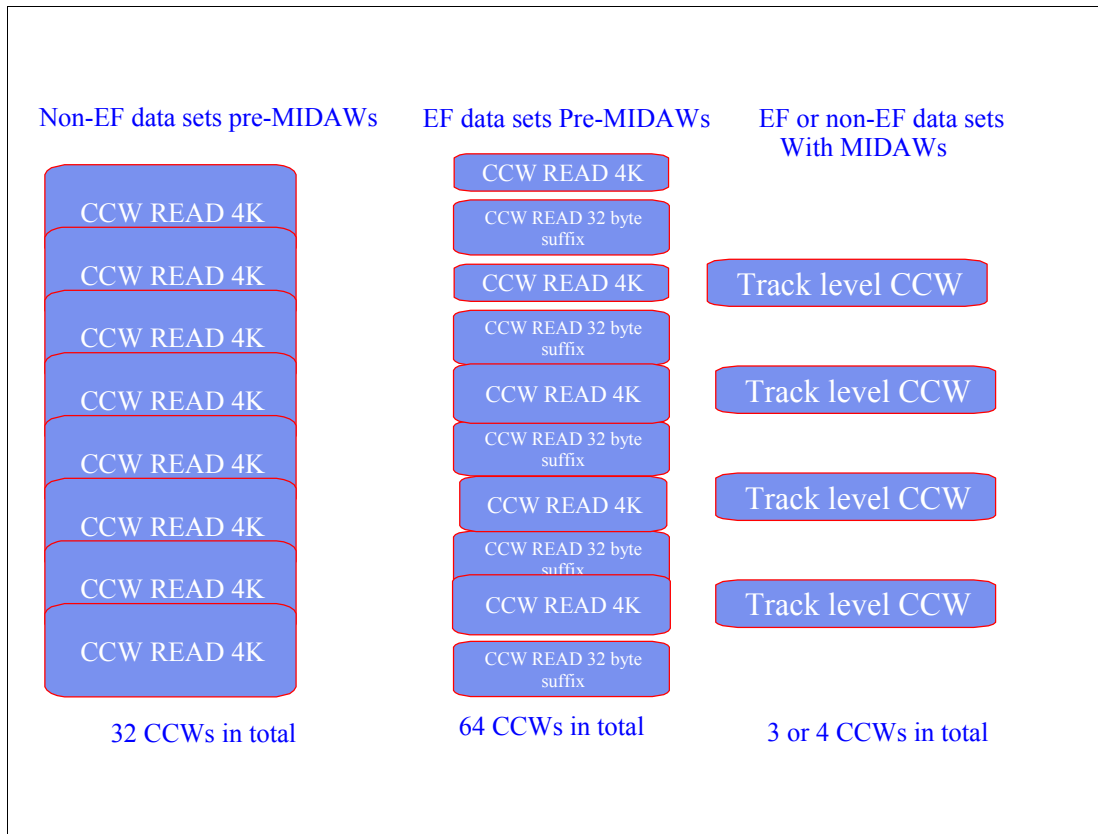 Non-EF data sets pre-MIDAWs
CCW READ 4K
CCW READ 4K
CCW READ 4K
CCW READ 4K
CCW READ 4K
CCW READ 4K
CCW READ 4K
CCW READ 4K
32 CCWs in total
EF data sets Pre-MIDAWs
CCW READ 4K
CCW READ 32 byte
suffix
CCW READ 4K
CCW READ 32 byte
suffix
CCW READ 4K
CCW READ 32 byte
suffix
CCW READ 4K
CCW READ 32 byte
suffix
CCW READ 4K
CCW READ 32 byte
suffix
64 CCWs in total
EF or non-EF data sets
With MIDAWs
Track level CCW
Track level CCW
Track level CCW
Track level CCW
3 or 4 CCWs in total